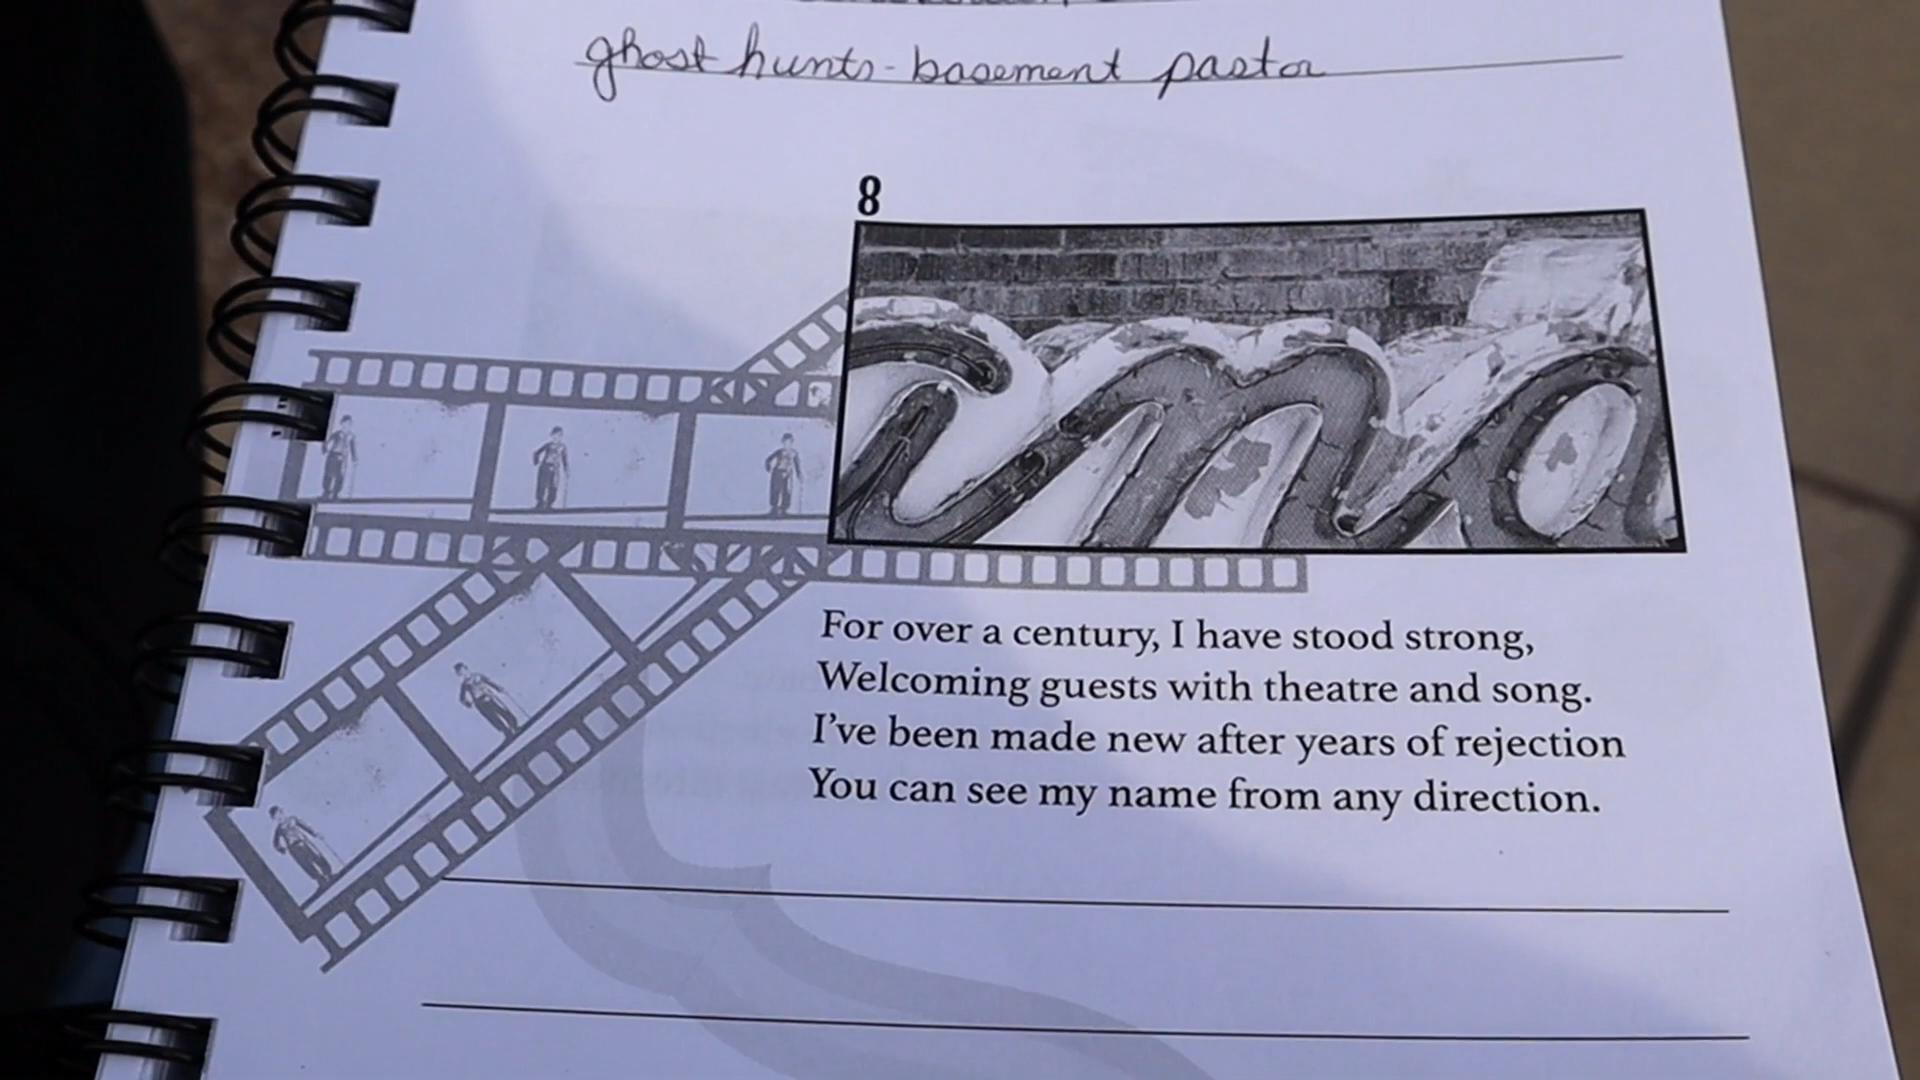 ghost hunts - basement pastor
8
ima
For over a century, I have stood strong,
Welcoming guests with theatre and song.
I've been made new after years of rejection
You can see my name from any direction.